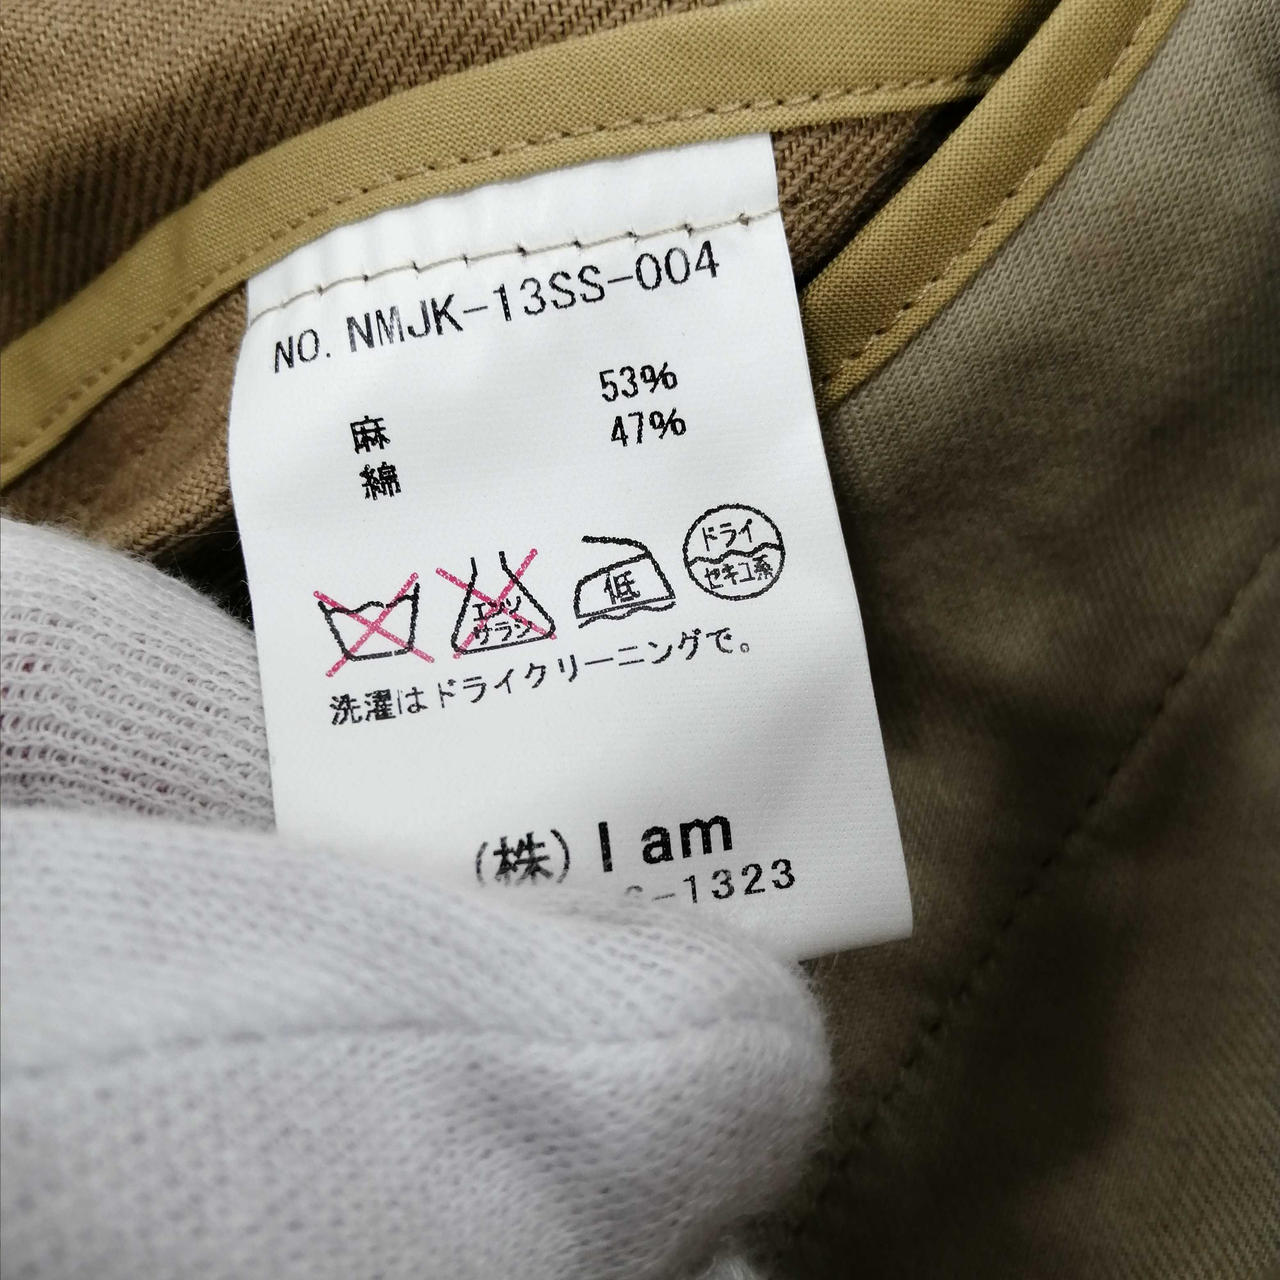 NO. NMJK-13SS-004
麻 53%
綿 47%
エンソ
サラシ
低
ドライ
セキユ系
洗濯はドライクリーニングで。
(株) I am
-1323